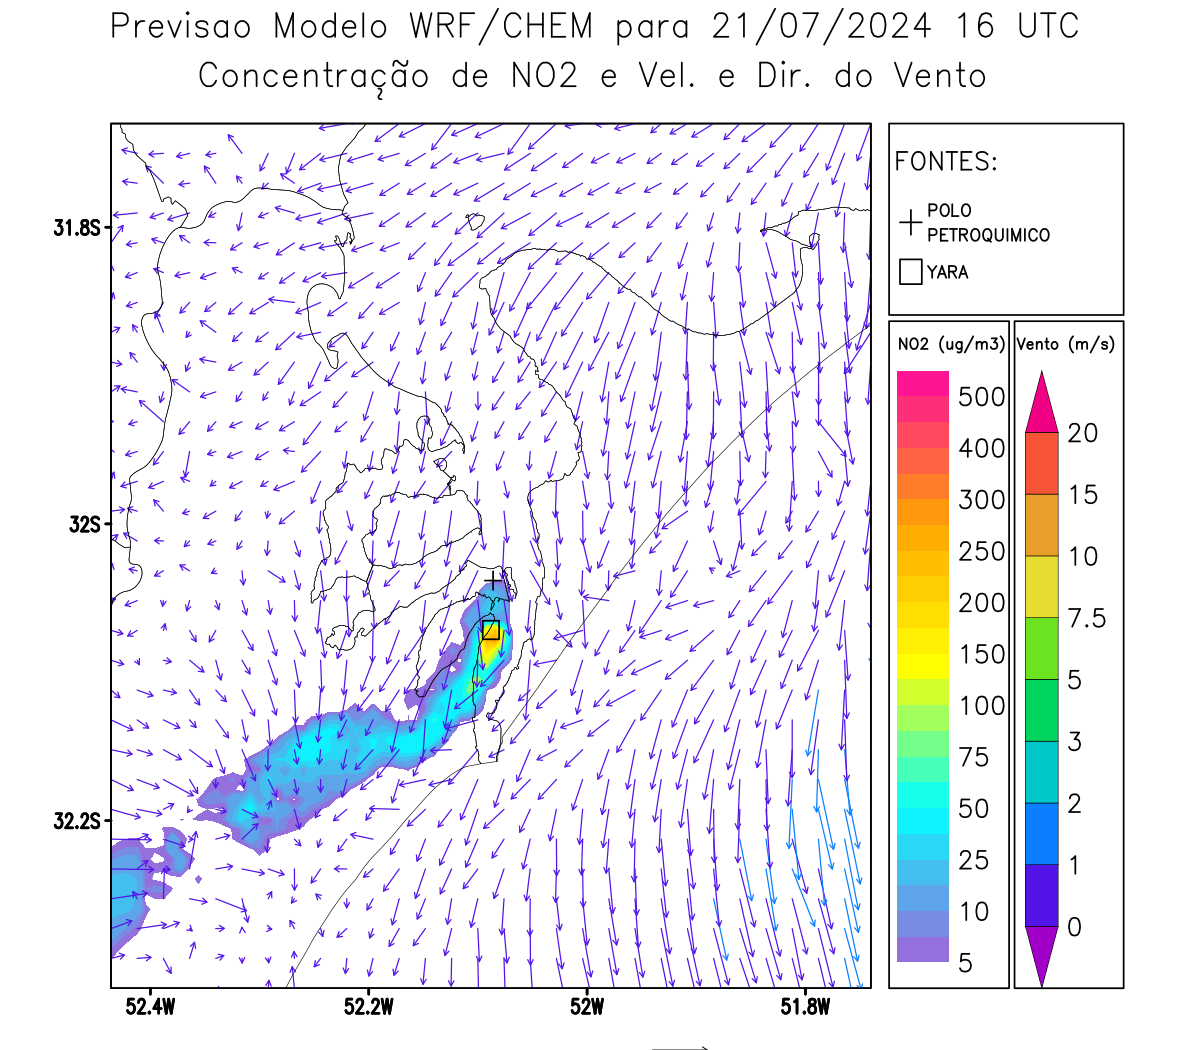 Previsao Modelo WRF/CHEM para 21/07/2024 16 UTC
Concentração de NO2 e Vel. e Dir. do Vento
FONTES:
POLO
PETROQUIMICO
YARA
NO2 (ug/m3)
500
400
300
250
200
150
100
75
50
25
10
5
Vento (m/s)
20
15
10
7.5
5
3
2
1
0
31.8S
32S
32.2S
52.4W
52.2W
52W
51.8W